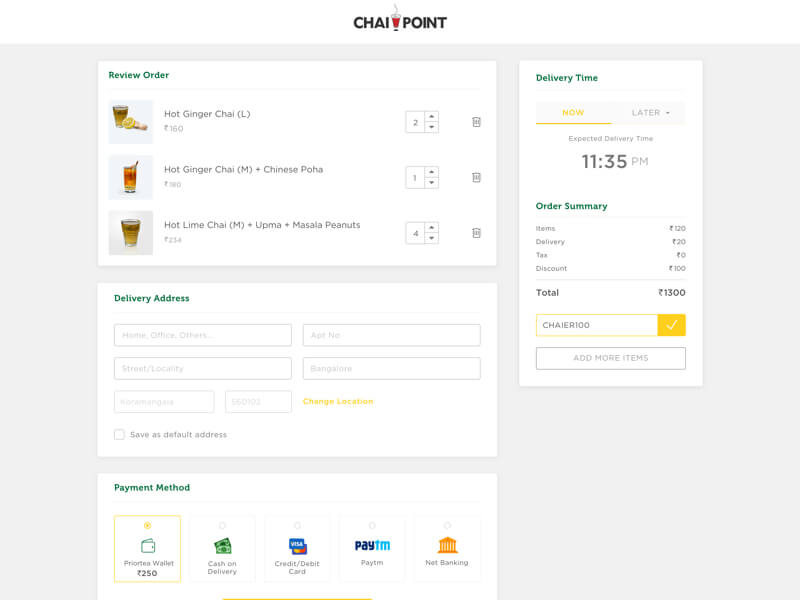 CHAI POINT
Review Order
Hot Ginger Chai (L)
₹160
2
Hot Ginger Chai (M) + Chinese Poha
₹180
1
Hot Lime Chai (M) + Upma + Masala Peanuts
₹234
4
Delivery Address
Home, Office, Others...
Apt No
Street/Locality
Bangalore
Koramangala
560102
Change Location
Save as default address
Payment Method
Priortea Wallet
₹250
Cash on
Delivery
VISA
Credit/Debit
Card
Paytm
Paytm
Net Banking
Delivery Time
NOW
LATER
Expected Delivery Time
11:35 PM
Order Summary
Items ₹120
Delivery ₹20
Tax ₹0
Discount ₹100
Total ₹1300
CHAIER100
ADD MORE ITEMS